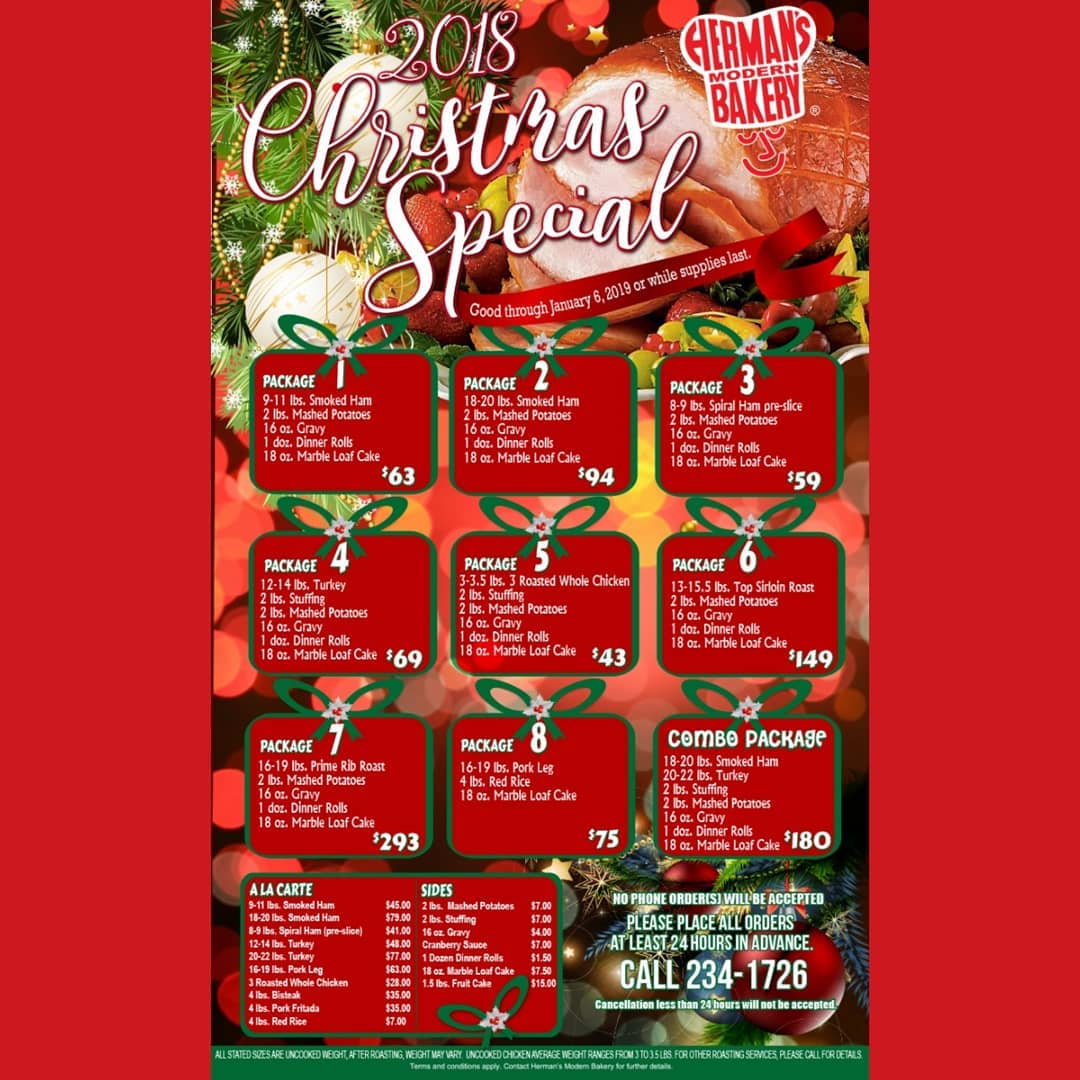 2018
Christmas
Special
HERMAN'S
MODERN
BAKERY ®
Good through January 6, 2019 or while supplies last.
PACKAGE 1
9-11 lbs. Smoked Ham
2 lbs. Mashed Potatoes
16 oz. Gravy
1 doz. Dinner Rolls
18 oz. Marble Loaf Cake
$63
PACKAGE 2
18-20 lbs. Smoked Ham
2 lbs. Mashed Potatoes
16 oz. Gravy
1 doz. Dinner Rolls
18 oz. Marble Loaf Cake
$94
PACKAGE 3
8-9 lbs. Spiral Ham pre-slice
2 lbs. Mashed Potatoes
16 oz. Gravy
1 doz. Dinner Rolls
18 oz. Marble Loaf Cake
$59
PACKAGE 4
12-14 lbs. Turkey
2 lbs. Stuffing
2 lbs. Mashed Potatoes
16 oz. Gravy
1 doz. Dinner Rolls
18 oz. Marble Loaf Cake $69
PACKAGE 5
3-3.5 lbs. 3 Roasted Whole Chicken
2 lbs. Stuffing
2 lbs. Mashed Potatoes
16 oz. Gravy
1 doz. Dinner Rolls
18 oz. Marble Loaf Cake $43
PACKAGE 6
13-15.5 lbs. Top Sirloin Roast
2 lbs. Mashed Potatoes
16 oz. Gravy
1 doz. Dinner Rolls
18 oz. Marble Loaf Cake
$149
PACKAGE 7
16-19 lbs. Prime Rib Roast
2 lbs. Mashed Potatoes
16 oz. Gravy
1 doz. Dinner Rolls
18 oz. Marble Loaf Cake
$293
PACKAGE 8
16-19 lbs. Pork Leg
4 lbs. Red Rice
18 oz. Marble Loaf Cake
$75
COMBO PACKAGE
18-20 lbs. Smoked Ham
20-22 lbs. Turkey
2 lbs. Stuffing
2 lbs. Mashed Potatoes
16 oz. Gravy
1 doz. Dinner Rolls
18 oz. Marble Loaf Cake $180
A LA CARTE
9-11 lbs. Smoked Ham $45.00
18-20 lbs. Smoked Ham $79.00
8-9 lbs. Spiral Ham (pre-slice) $41.00
12-14 lbs. Turkey $48.00
20-22 lbs. Turkey $77.00
16-19 lbs. Pork Leg $63.00
3 Roasted Whole Chicken $28.00
4 lbs. Bisteak $35.00
4 lbs. Pork Fritada $35.00
4 lbs. Red Rice $7.00
SIDES
2 lbs. Mashed Potatoes $7.00
2 lbs. Stuffing $7.00
16 oz. Gravy $4.00
Cranberry Sauce $7.00
1 Dozen Dinner Rolls $1.50
18 oz. Marble Loaf Cake $7.50
1.5 lbs. Fruit Cake $15.00
NO PHONE ORDER(S) WILL BE ACCEPTED
PLEASE PLACE ALL ORDERS
AT LEAST 24 HOURS IN ADVANCE.
CALL 234-1726
Cancellation less than 24 hours will not be accepted.
ALL STATED SIZES ARE UNCOOKED WEIGHT, AFTER ROASTING, WEIGHT MAY VARY. UNCOOKED CHICKEN AVERAGE WEIGHT RANGES FROM 3 TO 3.5 LBS. FOR OTHER ROASTING SERVICES, PLEASE CALL FOR DETAILS.
Terms and conditions apply. Contact Herman's Modern Bakery for further details.